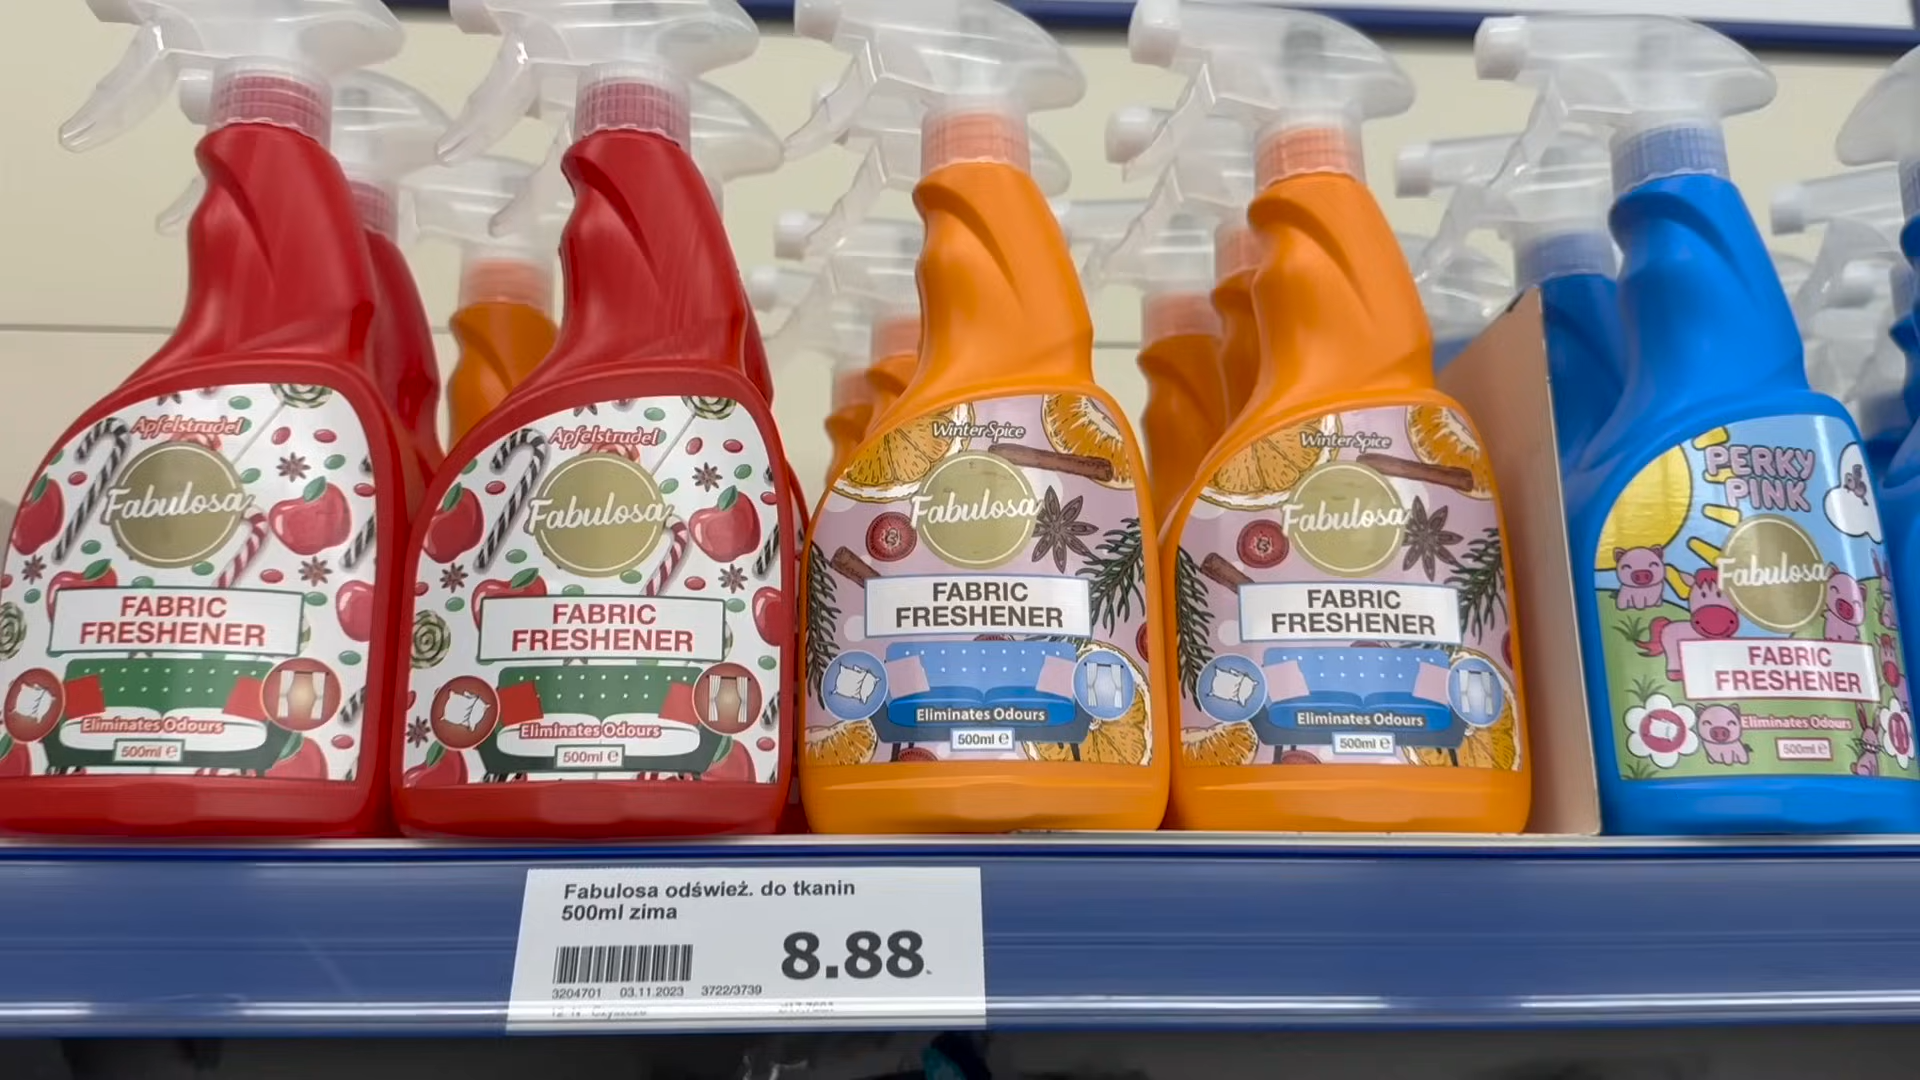 Apfelstrudel
Fabulosa
FABRIC
FRESHENER
Eliminates Odours
500ml ℮
Apfelstrudel
Fabulosa
FABRIC
FRESHENER
Eliminates Odours
500ml ℮
Winter Spice
Fabulosa
FABRIC
FRESHENER
Eliminates Odours
500ml ℮
Winter Spice
Fabulosa
FABRIC
FRESHENER
Eliminates Odours
500ml ℮
PERKY
PINK
Fabulosa
FABRIC
FRESHENER
Eliminates Odours
500ml ℮
Fabulosa odśwież. do tkanin
500ml zima
8.88
3204701 03.11.2023 3722/3739